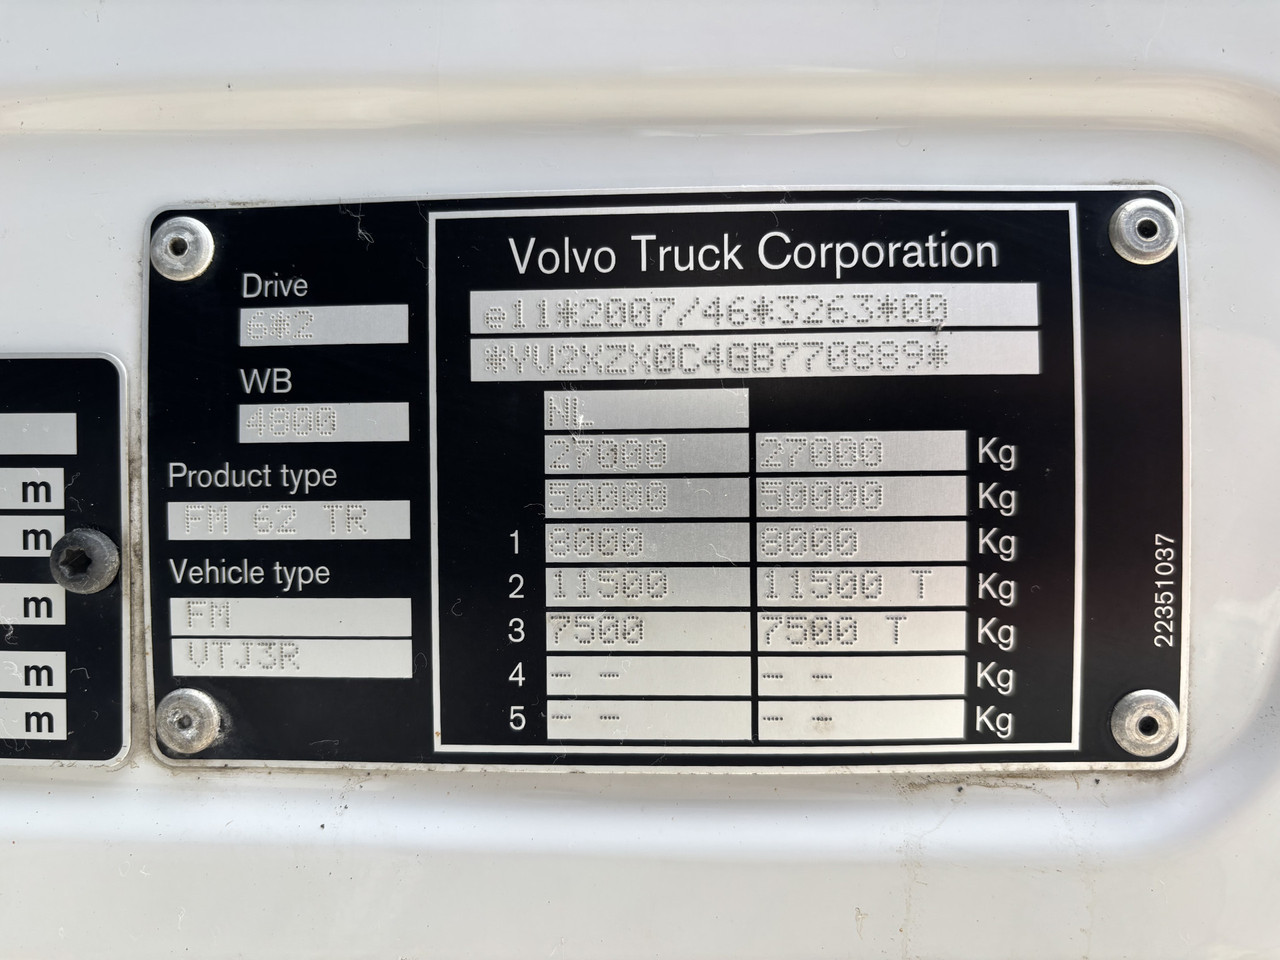 Volvo Truck Corporation
e11*2007/46*3263*00
*YV2XZX0C4GB770889*
NL
27000 27000 Kg
50000 50000 Kg
1 8000 8000 Kg
2 11500 11500 T Kg
3 7500 7500 T Kg
4 -- -- -- -- Kg
5 -- -- -- -- Kg
Drive
6*2
WB
4800
Product type
FM 62 TR
Vehicle type
FM
VTJ3R
22351037
m
m
m
m
m